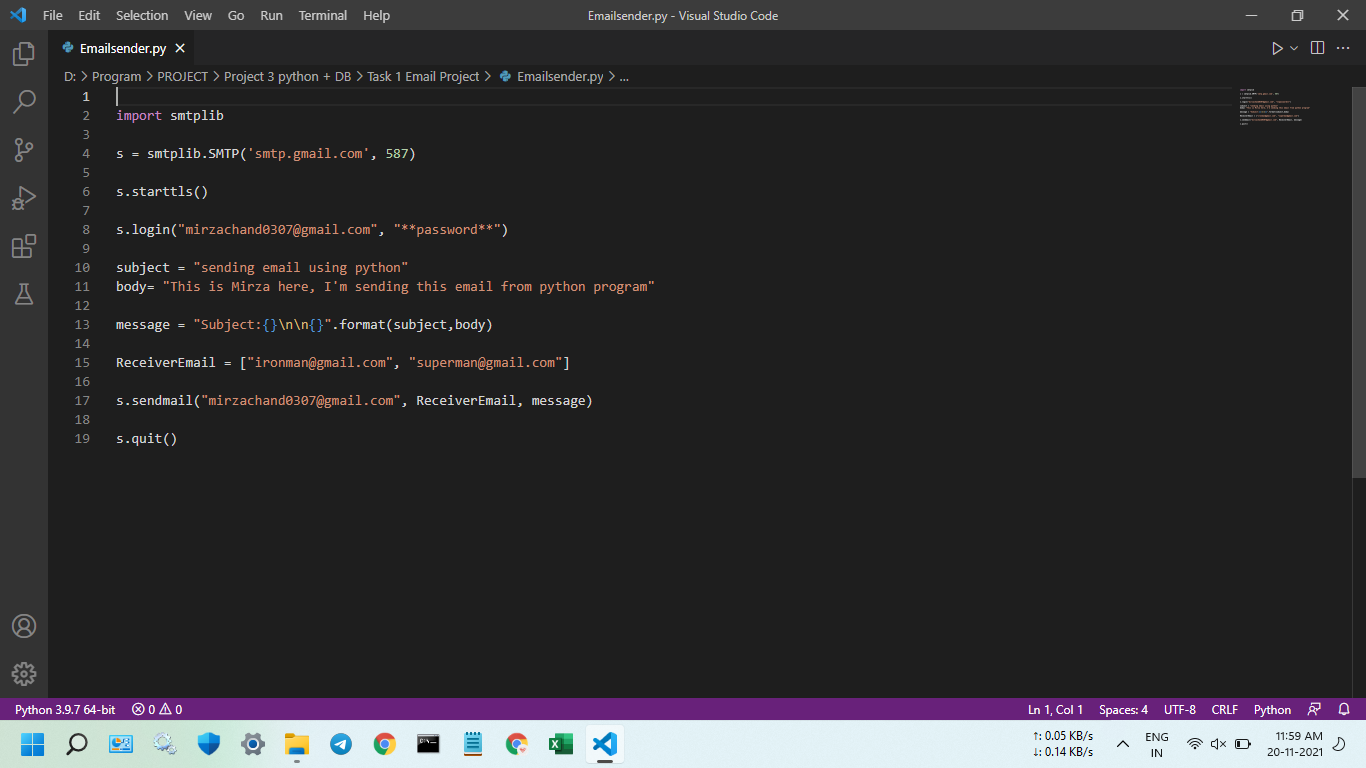 File Edit Selection View Go Run Terminal Help Emailsender.py - Visual Studio Code
Emailsender.py
D: > Program > PROJECT > Project 3 python + DB > Task 1 Email Project > Emailsender.py > ...
1
2 import smtplib
3
4 s = smtplib.SMTP('smtp.gmail.com', 587)
5
6 s.starttls()
7
8 s.login("mirzachand0307@gmail.com", "**password**")
9
10 subject = "sending email using python"
11 body= "This is Mirza here, I'm sending this email from python program"
12
13 message = "Subject:{}\n\n{}".format(subject,body)
14
15 ReceiverEmail = ["ironman@gmail.com", "superman@gmail.com"]
16
17 s.sendmail("mirzachand0307@gmail.com", ReceiverEmail, message)
18
19 s.quit()
Python 3.9.7 64-bit 0 0 Ln 1, Col 1 Spaces: 4 UTF-8 CRLF Python
↑: 0.05 KB/s ENG 11:59 AM
↓: 0.14 KB/s IN 20-11-2021